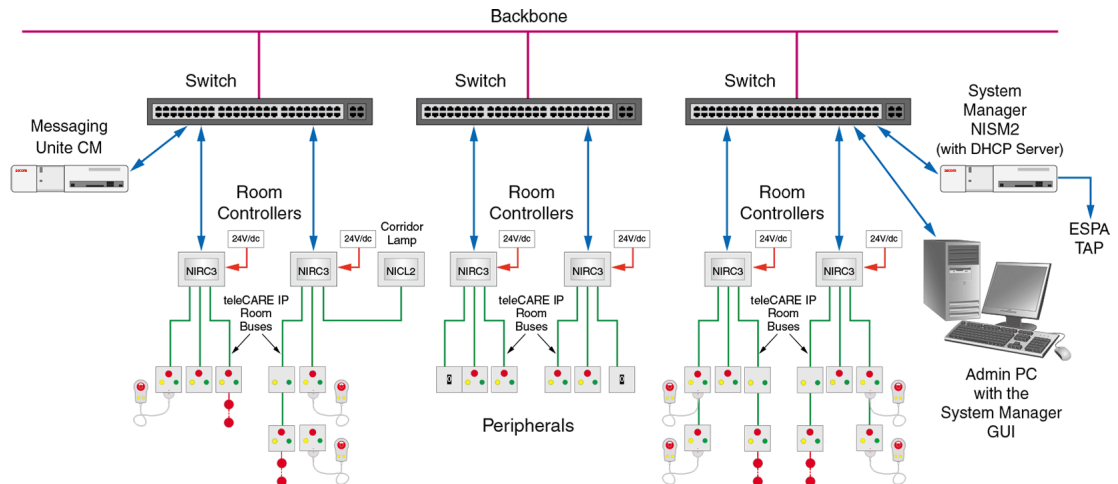 Backbone
Switch
Switch
Switch
Messaging
Unite CM
System
Manager
NISM2
(with DHCP Server)
ascom
ascom
ESPA
TAP
Room
Controllers
Room
Controllers
Room
Controllers
24V/dc
24V/dc
Corridor
Lamp
24V/dc
24V/dc
24V/dc
24V/dc
NIRC3
NIRC3
NICL2
NIRC3
NIRC3
NIRC3
NIRC3
teleCARE IP
Room
Buses
teleCARE IP
Room
Buses
teleCARE IP
Room
Buses
Peripherals
Admin PC
with the
System Manager
GUI